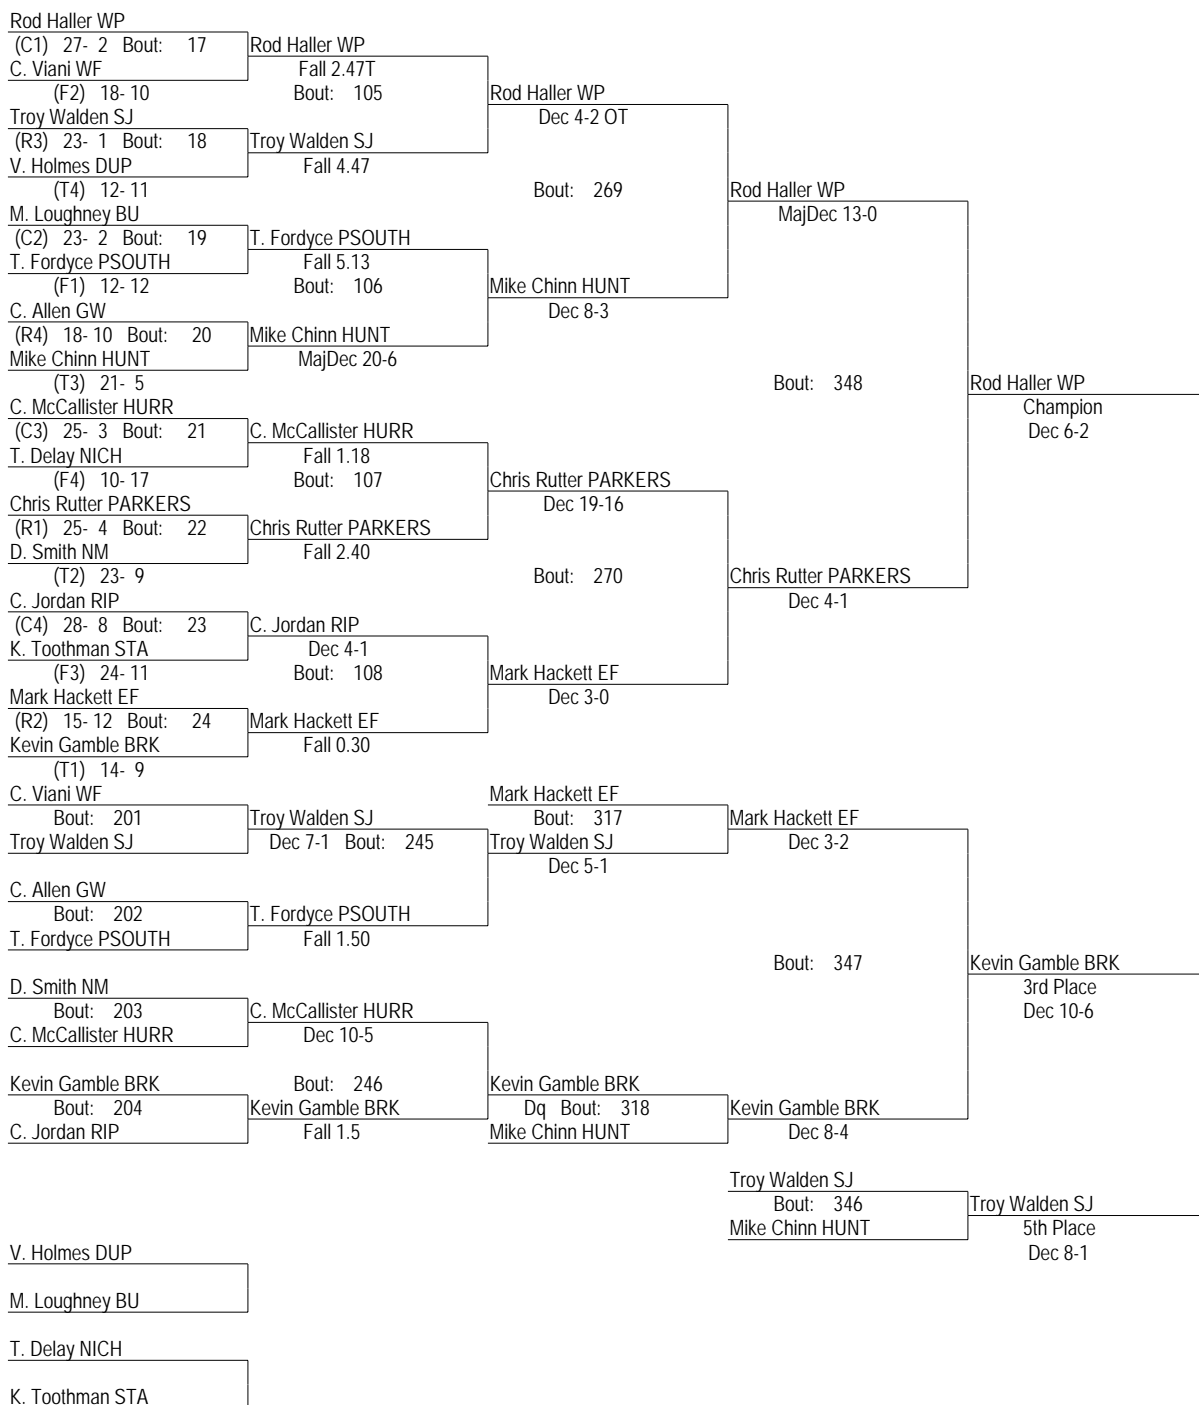 Rod Haller WP
(C1) 27- 2 Bout: 17 Rod Haller WP
C. Viani WF Fall 2.47T
(F2) 18- 10 Bout: 105 Rod Haller WP
Troy Walden SJ Dec 4-2 OT
(R3) 23- 1 Bout: 18 Troy Walden SJ
V. Holmes DUP Fall 4.47
(T4) 12- 11 Bout: 269 Rod Haller WP
M. Loughney BU MajDec 13-0
(C2) 23- 2 Bout: 19 T. Fordyce PSOUTH
T. Fordyce PSOUTH Fall 5.13
(F1) 12- 12 Bout: 106 Mike Chinn HUNT
C. Allen GW Dec 8-3
(R4) 18- 10 Bout: 20 Mike Chinn HUNT
Mike Chinn HUNT MajDec 20-6
(T3) 21- 5 Bout: 348 Rod Haller WP
C. McCallister HURR Champion
(C3) 25- 3 Bout: 21 C. McCallister HURR Dec 6-2
T. Delay NICH Fall 1.18
(F4) 10- 17 Bout: 107 Chris Rutter PARKERS
Chris Rutter PARKERS Dec 19-16
(R1) 25- 4 Bout: 22 Chris Rutter PARKERS
D. Smith NM Fall 2.40
(T2) 23- 9 Bout: 270 Chris Rutter PARKERS
C. Jordan RIP Dec 4-1
(C4) 28- 8 Bout: 23 C. Jordan RIP
K. Toothman STA Dec 4-1
(F3) 24- 11 Bout: 108 Mark Hackett EF
Mark Hackett EF Dec 3-0
(R2) 15- 12 Bout: 24 Mark Hackett EF
Kevin Gamble BRK Fall 0.30
(T1) 14- 9
C. Viani WF Mark Hackett EF
Bout: 201 Troy Walden SJ Bout: 317 Mark Hackett EF
Troy Walden SJ Dec 7-1 Bout: 245 Troy Walden SJ Dec 3-2
Dec 5-1
C. Allen GW
Bout: 202 T. Fordyce PSOUTH
T. Fordyce PSOUTH Fall 1.50
Bout: 347 Kevin Gamble BRK
D. Smith NM 3rd Place
Bout: 203 C. McCallister HURR Dec 10-6
C. McCallister HURR Dec 10-5
Kevin Gamble BRK Bout: 246 Kevin Gamble BRK
Bout: 204 Kevin Gamble BRK Dq Bout: 318 Kevin Gamble BRK
C. Jordan RIP Fall 1.5 Mike Chinn HUNT Dec 8-4
Troy Walden SJ
Bout: 346 Troy Walden SJ
Mike Chinn HUNT 5th Place
V. Holmes DUP Dec 8-1
M. Loughney BU
T. Delay NICH
K. Toothman STA